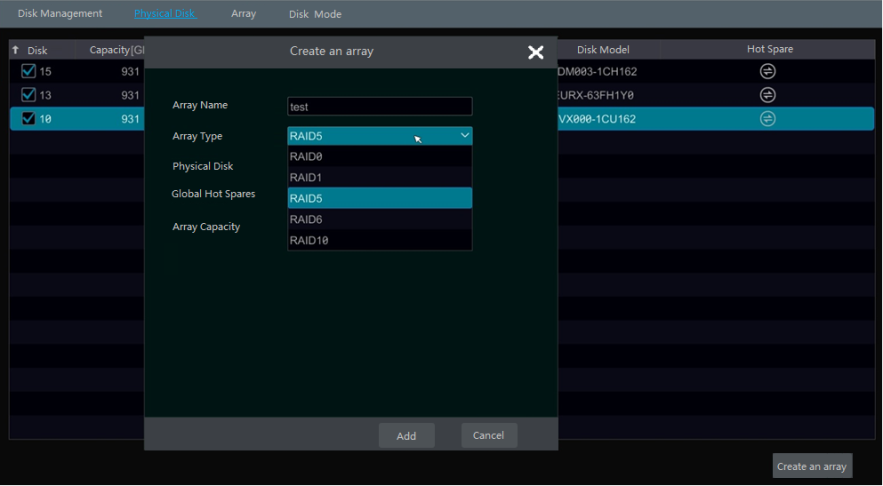 Disk Management Physical Disk Array Disk Mode
Disk Capacity[G Create an array Disk Model Hot Spare
15 931 DM003-1CH162
13 931 EURX-63FH1Y0
10 931 VX000-1CU162
Array Name test
Array Type RAID5
RAID0
Physical Disk
RAID1
Global Hot Spares RAID5
RAID6
Array Capacity
RAID10
Add Cancel
Create an array